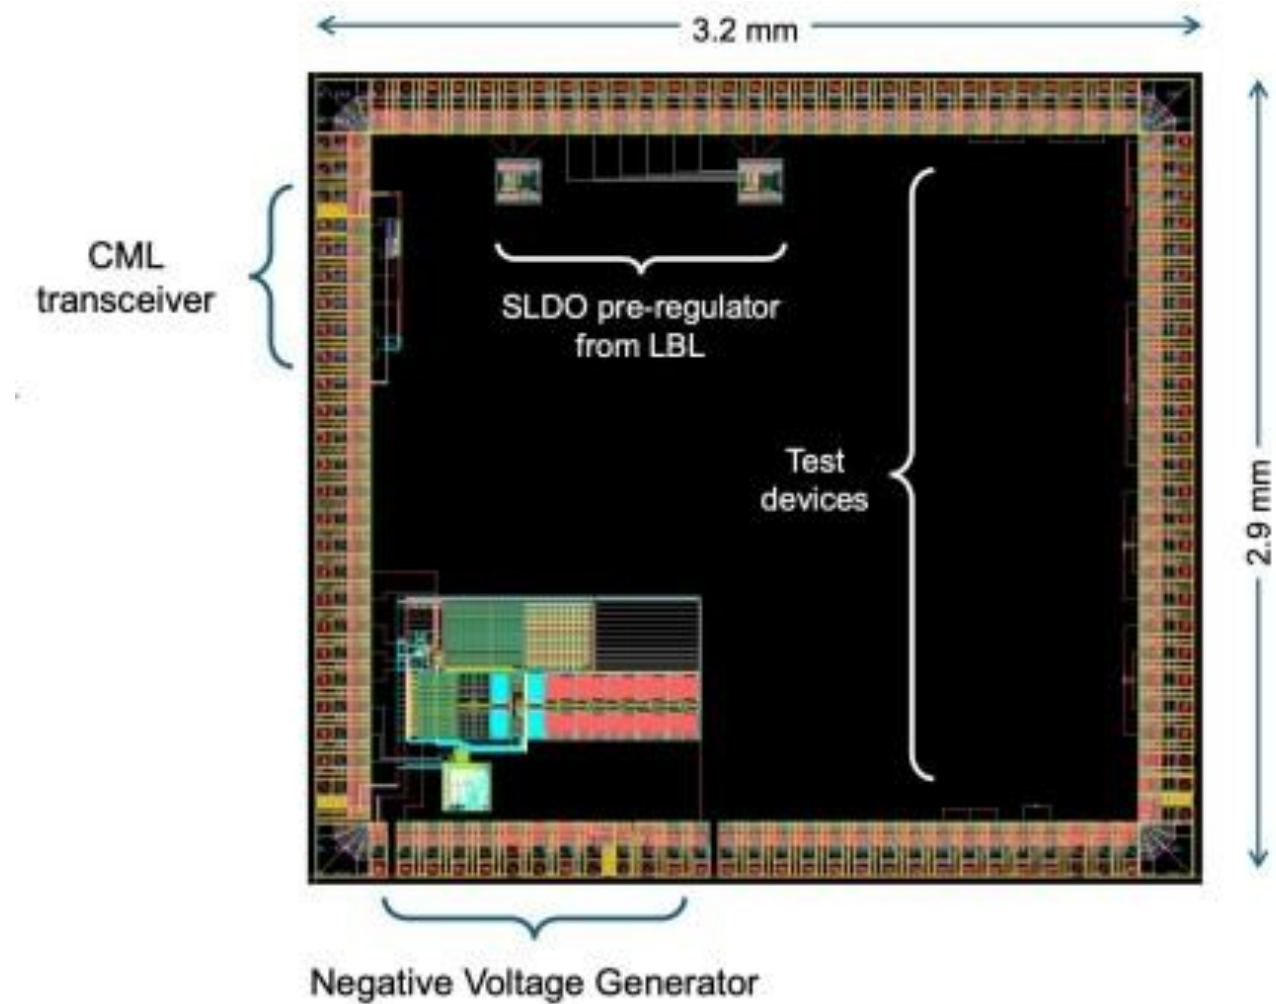 3.2 mm
CML
transceiver
SLDO pre-regulator
from LBL
Test
devices
2.9 mm
Negative Voltage Generator